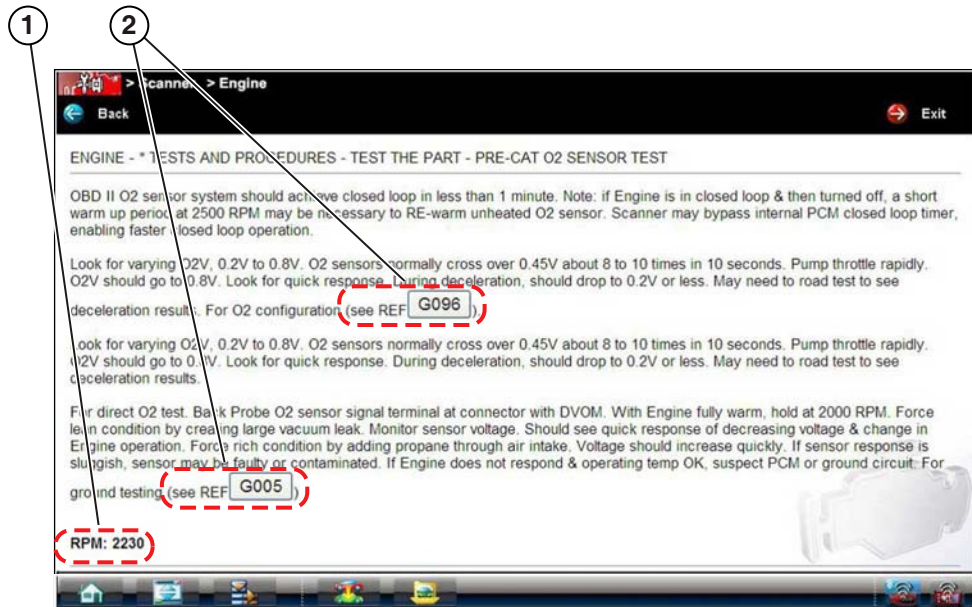 1 2
> Scanner > Engine
Back Exit
ENGINE - * TESTS AND PROCEDURES - TEST THE PART - PRE-CAT O2 SENSOR TEST
OBD II O2 sensor system should achieve closed loop in less than 1 minute. Note: if Engine is in closed loop & then turned off, a short
warm up period at 2500 RPM may be necessary to RE-warm unheated O2 sensor. Scanner may bypass internal PCM closed loop timer,
enabling faster closed loop operation.
Look for varying O2V, 0.2V to 0.8V. O2 sensors normally cross over 0.45V about 8 to 10 times in 10 seconds. Pump throttle rapidly.
O2V should go to 0.8V. Look for quick response. During deceleration, should drop to 0.2V or less. May need to road test to see
deceleration results. For O2 configuration (see REF G096 ).
Look for varying O2V, 0.2V to 0.8V. O2 sensors normally cross over 0.45V about 8 to 10 times in 10 seconds. Pump throttle rapidly.
O2V should go to 0.8V. Look for quick response. During deceleration, should drop to 0.2V or less. May need to road test to see
deceleration results.
For direct O2 test. Back Probe O2 sensor signal terminal at connector with DVOM. With Engine fully warm, hold at 2000 RPM. Force
lean condition by creating large vacuum leak. Monitor sensor voltage. Should see quick response of decreasing voltage & change in
Engine operation. Force rich condition by adding propane through air intake. Voltage should increase quickly. If sensor response is
sluggish, sensor may be faulty or contaminated. If Engine does not respond & operating temp OK, suspect PCM or ground circuit. For
ground testing (see REF G005 )
RPM: 2230